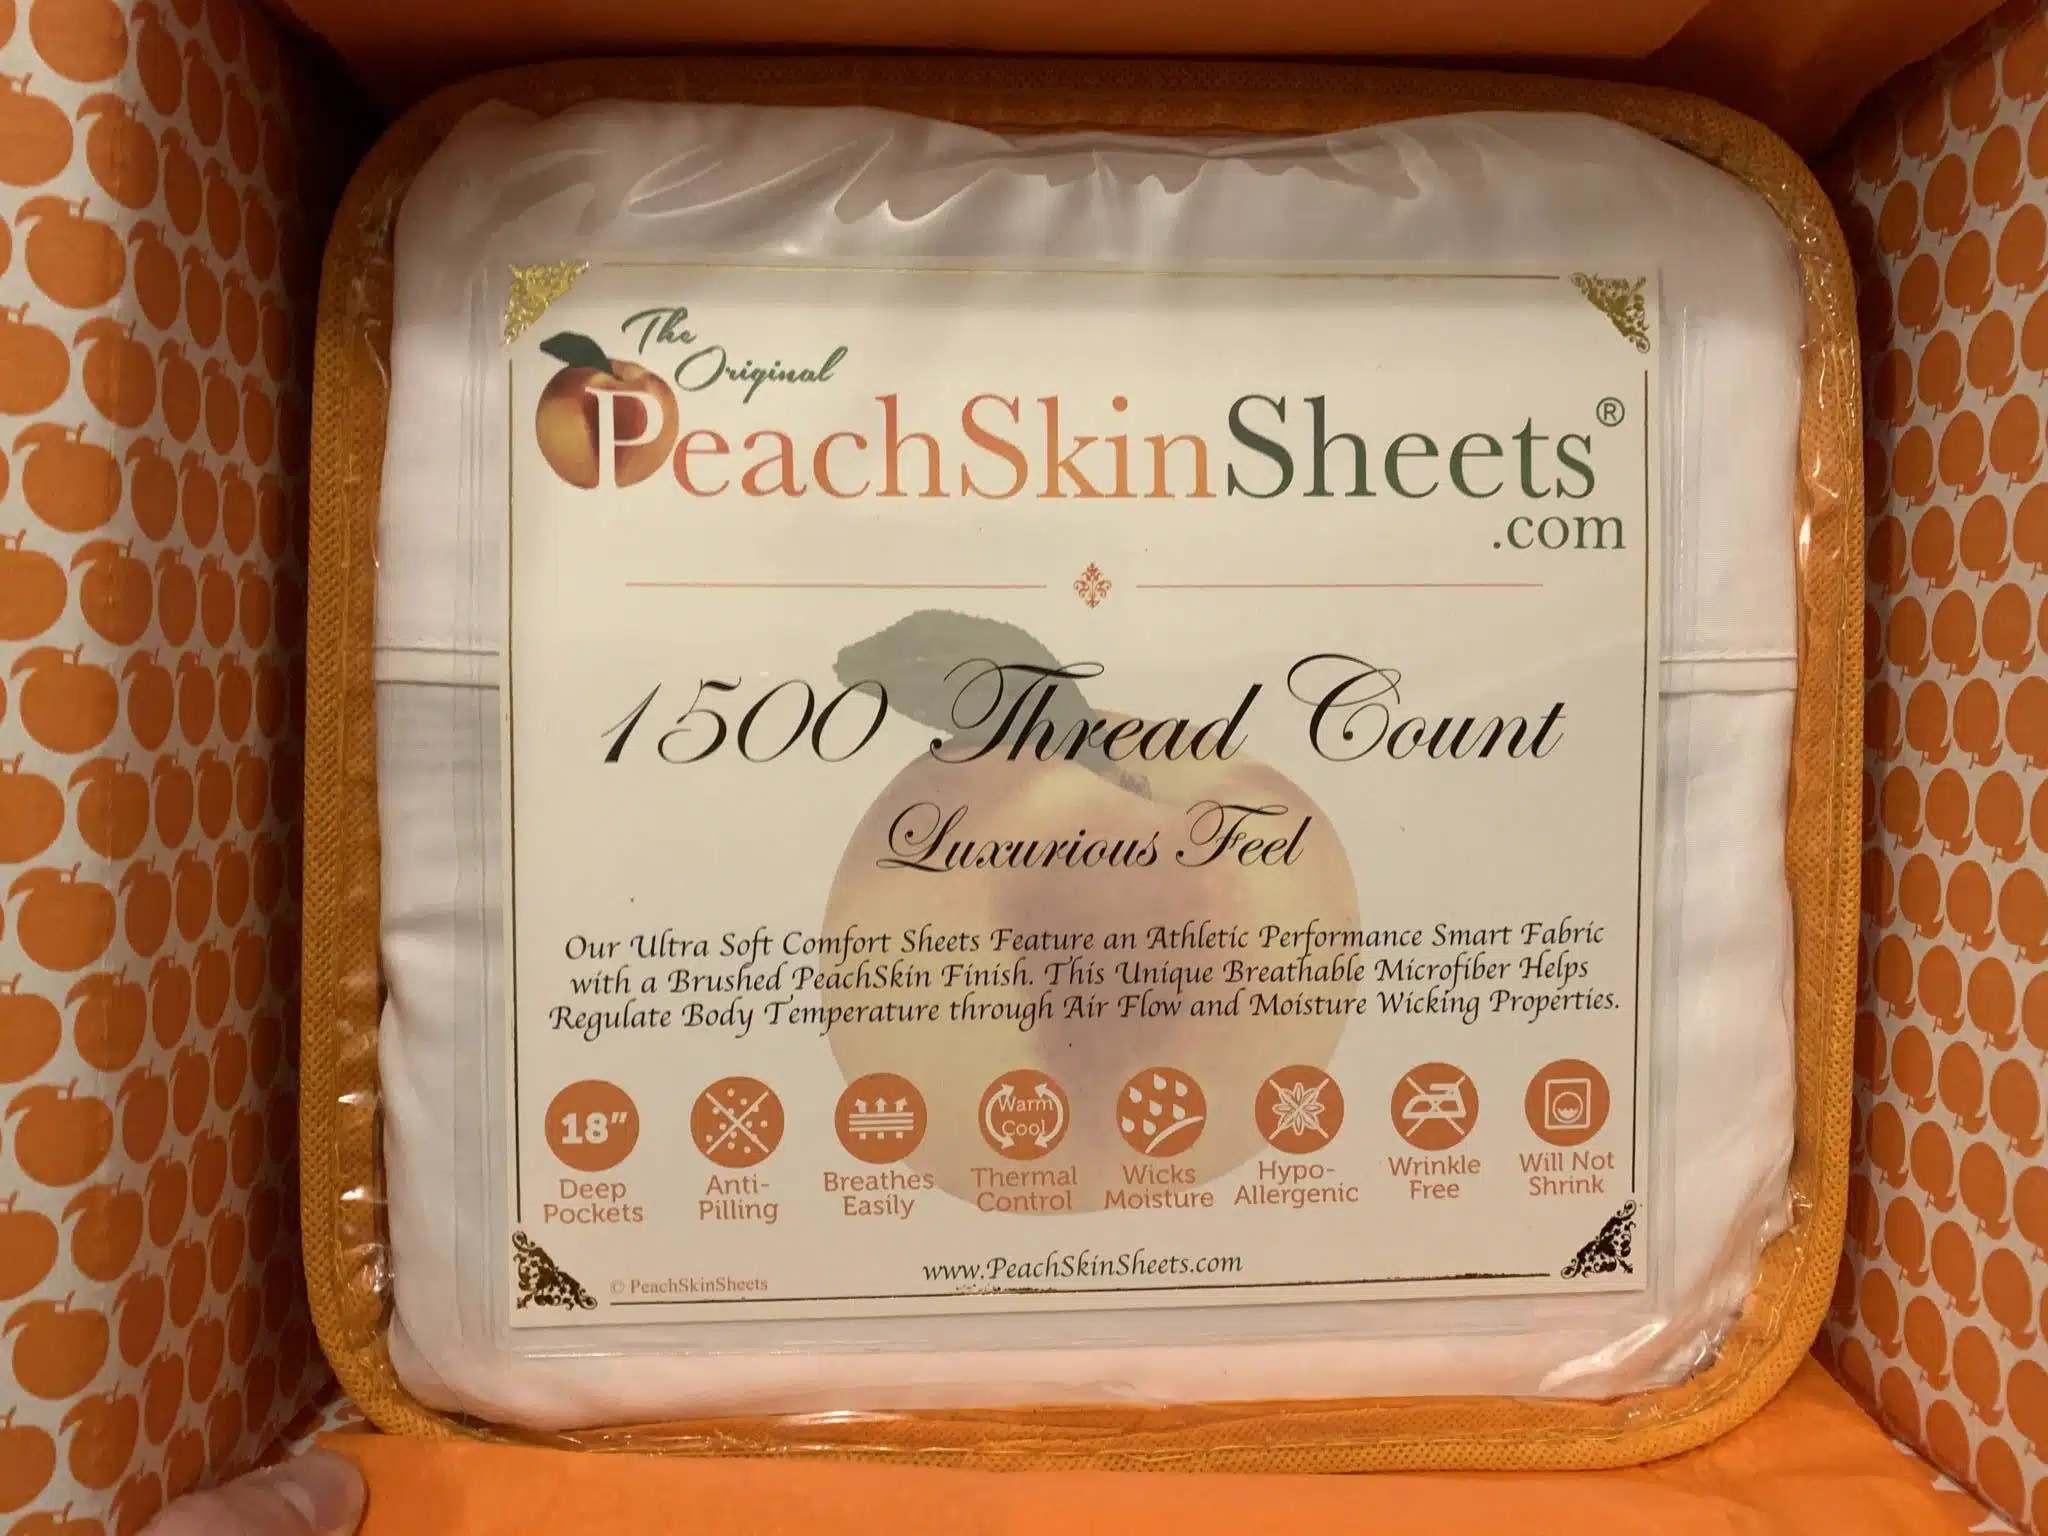 The
Original
PeachSkinSheets®
.com
1500 Thread Count
Luxurious Feel
Our Ultra Soft Comfort Sheets Feature an Athletic Performance Smart Fabric
with a Brushed PeachSkin Finish. This Unique Breathable Microfiber Helps
Regulate Body Temperature through Air Flow and Moisture Wicking Properties.
18"
Deep
Pockets
Anti-
Pilling
Breathes
Easily
Warm
Cool
Thermal
Control
Wicks
Moisture
Hypo-
Allergenic
Wrinkle
Free
Will Not
Shrink
© PeachSkinSheets
www.PeachSkinSheets.com